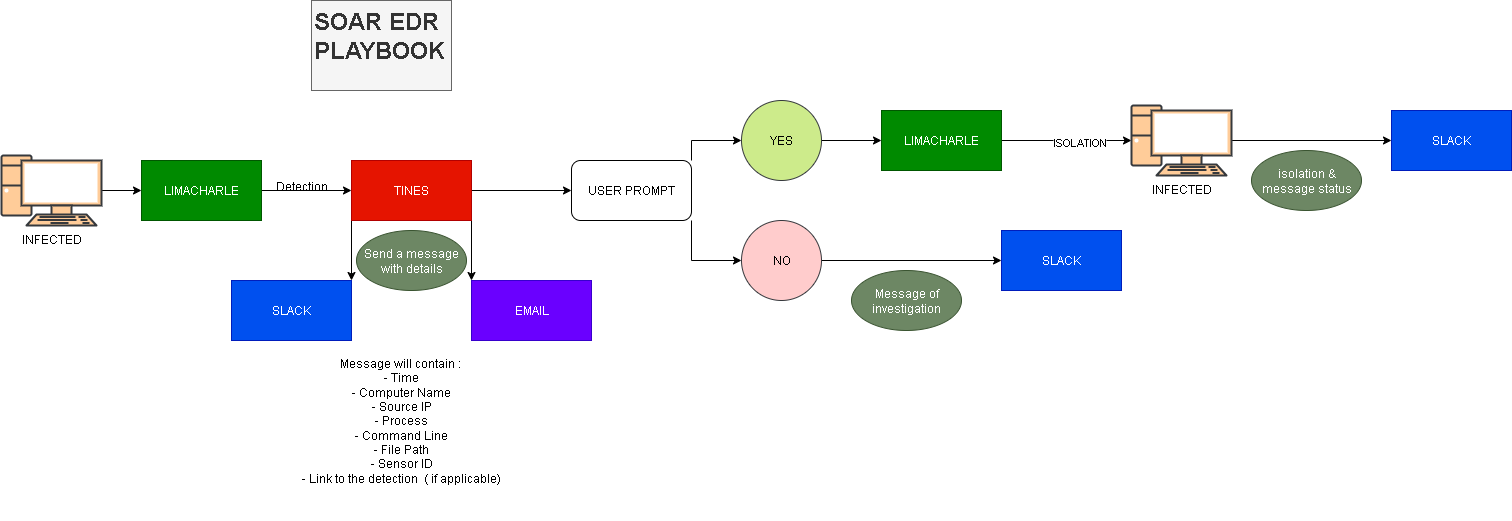 SOAR EDR
PLAYBOOK
INFECTED
LIMACHARLE
Detection
TINES
Send a message
with details
SLACK
EMAIL
Message will contain :
- Time
- Computer Name
- Source IP
- Process
- Command Line
- File Path
- Sensor ID
- Link to the detection ( if applicable)
USER PROMPT
YES
LIMACHARLE
ISOLATION
INFECTED
isolation &
message status
SLACK
NO
Message of
investigation
SLACK